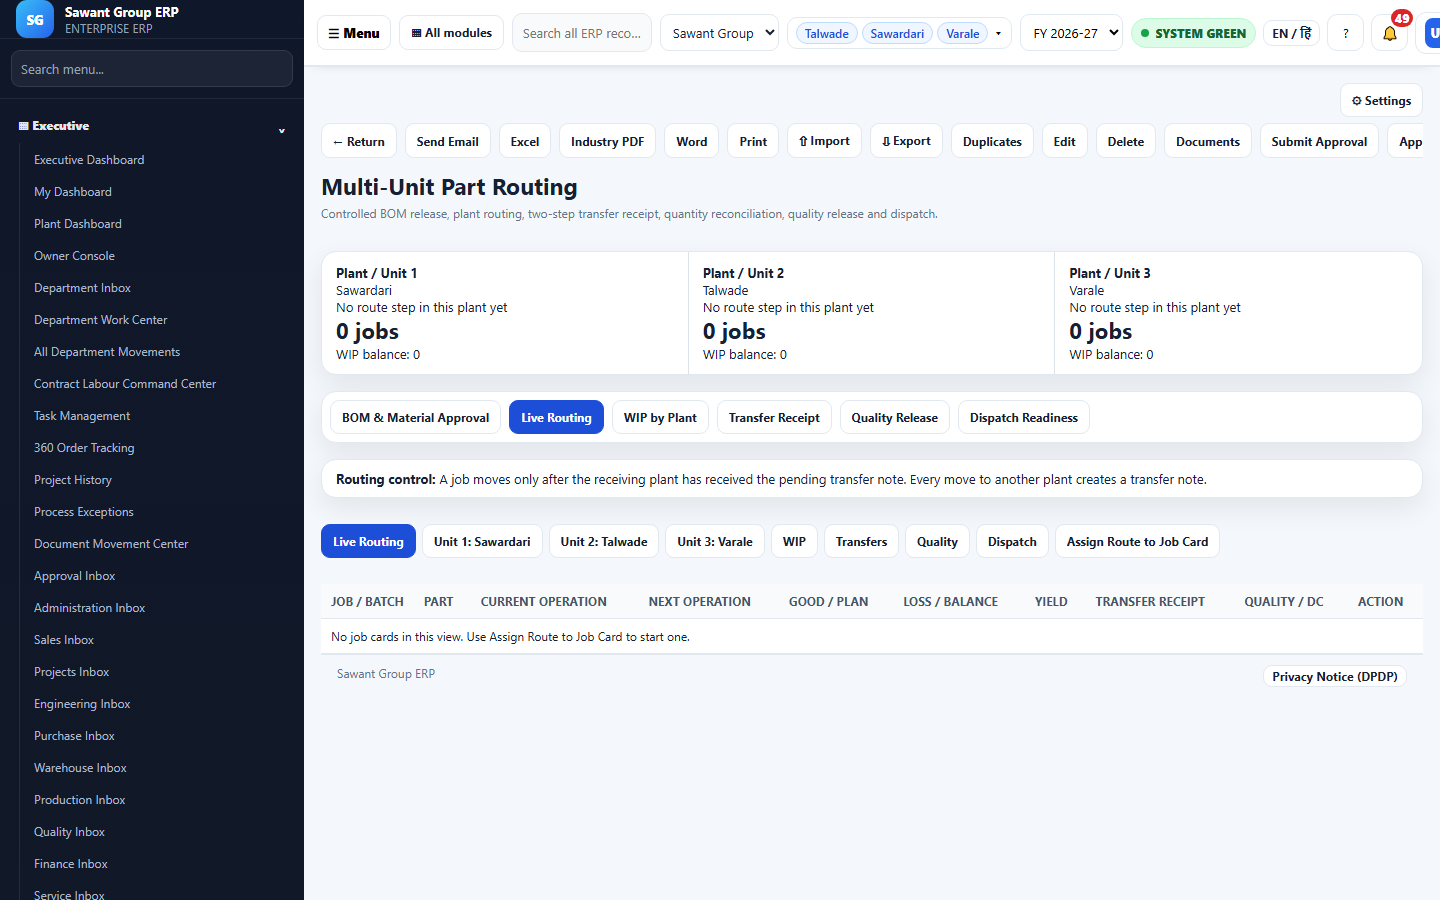 SG
Sawant Group ERP
ENTERPRISE ERP
Search menu...
Executive
Executive Dashboard
My Dashboard
Plant Dashboard
Owner Console
Department Inbox
Department Work Center
All Department Movements
Contract Labour Command Center
Task Management
360 Order Tracking
Project History
Process Exceptions
Document Movement Center
Approval Inbox
Administration Inbox
Sales Inbox
Projects Inbox
Engineering Inbox
Purchase Inbox
Warehouse Inbox
Production Inbox
Quality Inbox
Finance Inbox
Service Inbox
☰ Menu
All modules
Search all ERP reco...
Sawant Group
Talwade Sawardari Varale
FY 2026-27
SYSTEM GREEN
EN / हिं
?
49
U
⚙ Settings
← Return
Send Email
Excel
Industry PDF
Word
Print
⇧ Import
⇩ Export
Duplicates
Edit
Delete
Documents
Submit Approval
App
Multi-Unit Part Routing
Controlled BOM release, plant routing, two-step transfer receipt, quantity reconciliation, quality release and dispatch.
Plant / Unit 1
Sawardari
No route step in this plant yet
0 jobs
WIP balance: 0
Plant / Unit 2
Talwade
No route step in this plant yet
0 jobs
WIP balance: 0
Plant / Unit 3
Varale
No route step in this plant yet
0 jobs
WIP balance: 0
BOM & Material Approval
Live Routing
WIP by Plant
Transfer Receipt
Quality Release
Dispatch Readiness
Routing control: A job moves only after the receiving plant has received the pending transfer note. Every move to another plant creates a transfer note.
Live Routing
Unit 1: Sawardari
Unit 2: Talwade
Unit 3: Varale
WIP
Transfers
Quality
Dispatch
Assign Route to Job Card
JOB / BATCH PART CURRENT OPERATION NEXT OPERATION GOOD / PLAN LOSS / BALANCE YIELD TRANSFER RECEIPT QUALITY / DC ACTION
No job cards in this view. Use Assign Route to Job Card to start one.
Sawant Group ERP
Privacy Notice (DPDP)